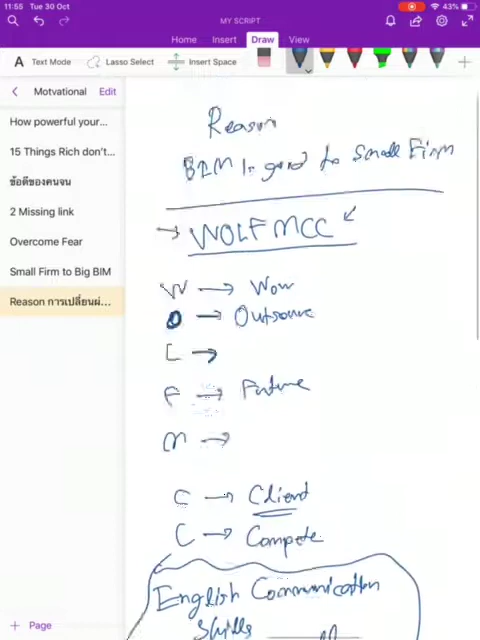 11:55 Tue 30 Oct
43%
MY SCRIPT
Home Insert Draw View
A Text Mode Lasso Select Insert Space
Motvational Edit
How powerful your...
15 Things Rich don't...
ข้อดีของคนจน
2 Missing link
Overcome Fear
Small Firm to Big BIM
Reason การเปลี่ยนผ่...
Page
Reason
BIM is good to Small Firm
→ WOLF MCC
W → Wow
O → Outsource
L →
F → Future
M →
C → Client
C → Compete
English Communication
Skills